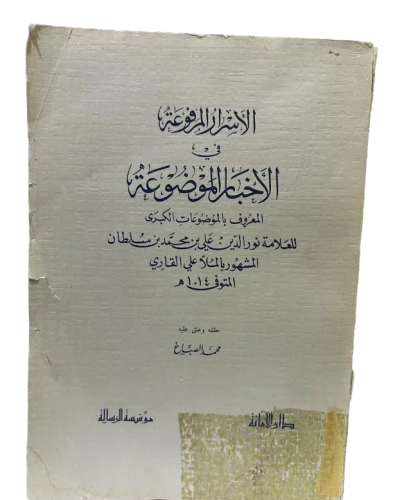 الأسرار المرفوعة
في
الأخبار الموضوعة
المعروف بالموضوعات الكبرى
للعلامة نور الدين علي بن محمد بن سلطان
المشهور بالملا علي القاري
المتوفى ١٠١٤ هـ
حققه وعلق عليه
محمد الصباغ
دار الأمانة
مؤسسة الرسالة